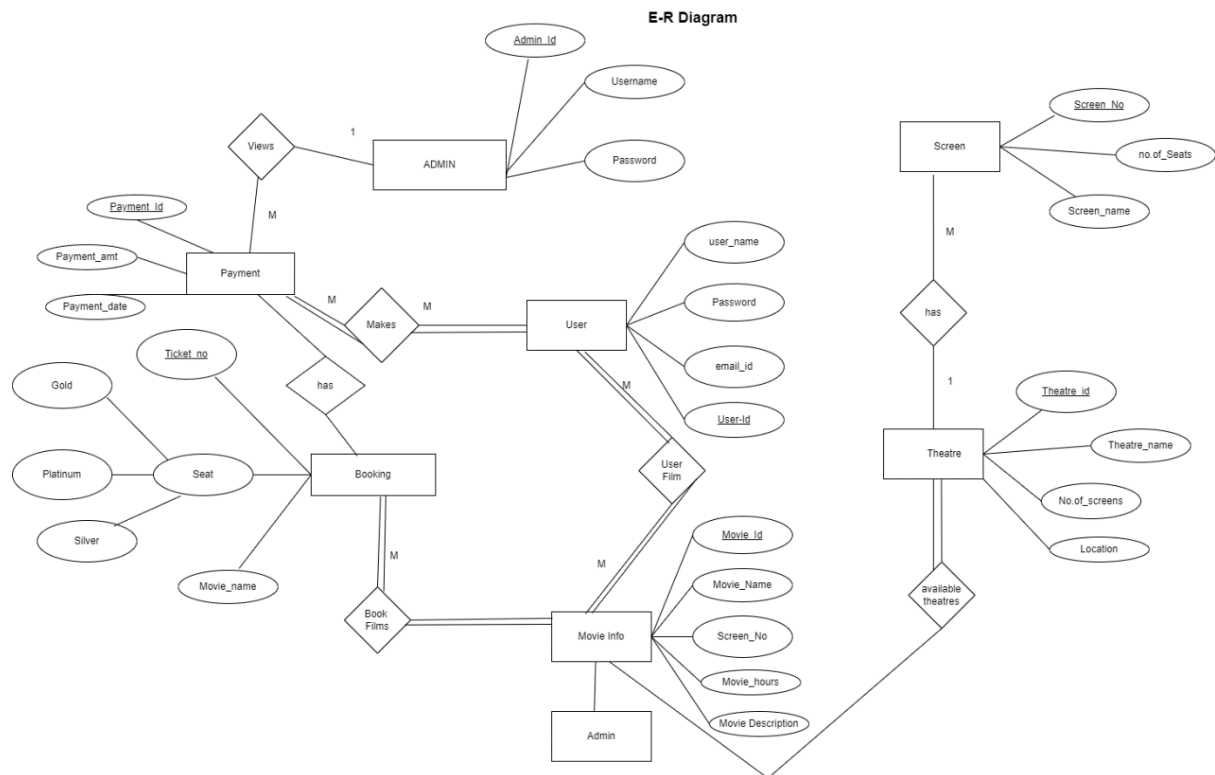 E-R Diagram
Admin_Id
Username
Password
Views
1
ADMIN
M
Payment_Id
Payment_amt
Payment_date
Payment
M
Makes
M
User
user_name
Password
email_id
User-Id
Screen
Screen_No
no.of_Seats
Screen_name
M
has
1
Theatre
Theatre_id
Theatre_name
No.of_screens
Location
available
theatres
has
Ticket_no
Gold
Platinum
Silver
Seat
Booking
Movie_name
M
Book
Films
M
User
Film
M
Movie Info
Movie_Id
Movie_Name
Screen_No
Movie_hours
Movie Description
Admin